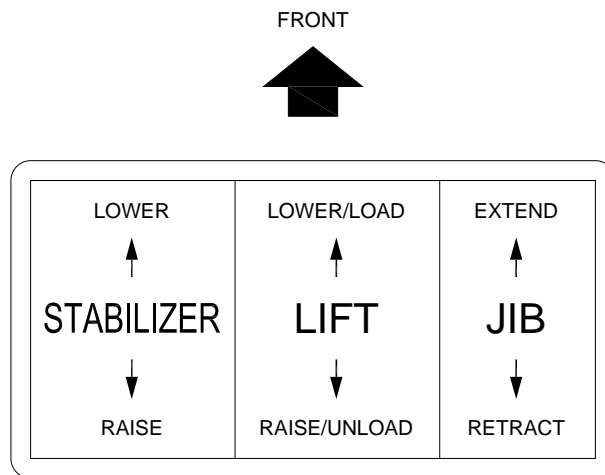 FRONT
LOWER
LOWER/LOAD
EXTEND
STABILIZER
LIFT
JIB
RAISE
RAISE/UNLOAD
RETRACT